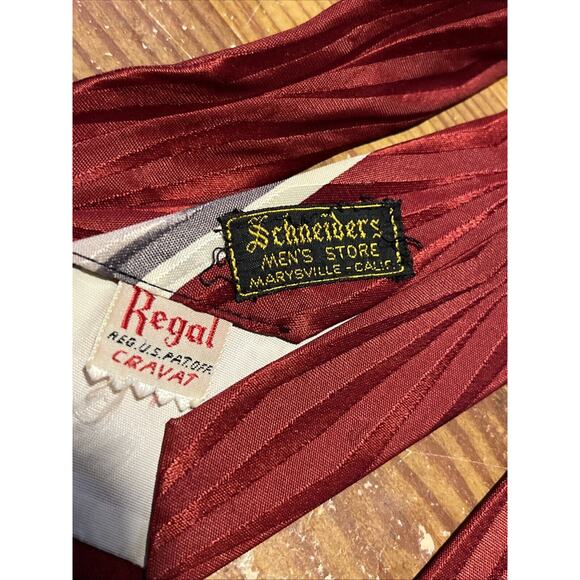 Schneiders
MEN'S STORE
MARYSVILLE - CALIF.
Regal
REG. U.S. PAT. OFF.
CRAVAT